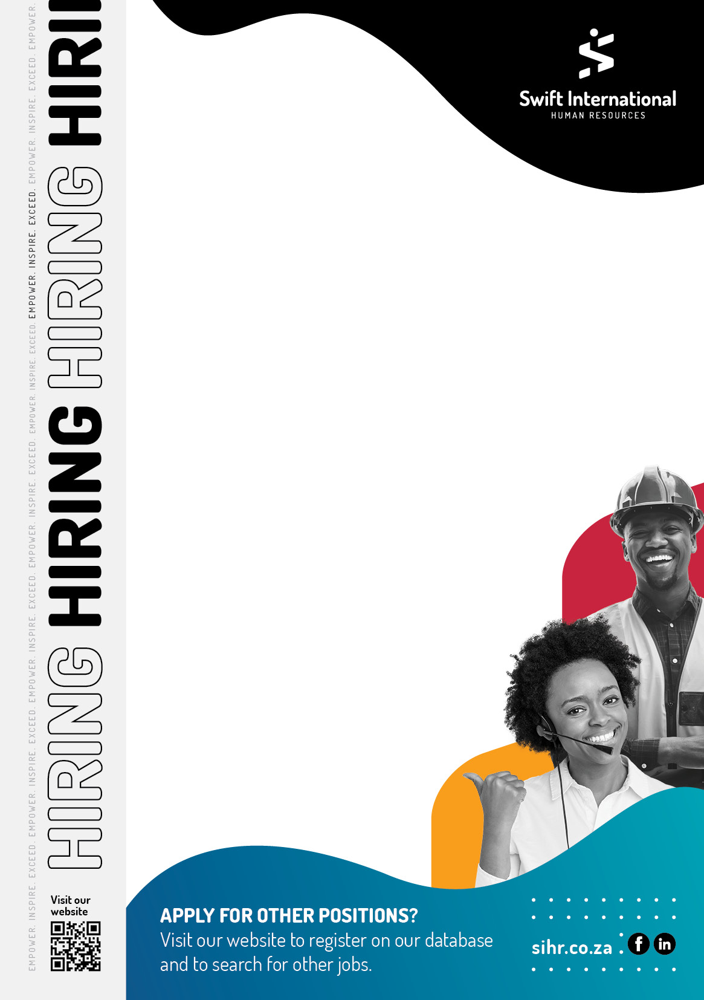 EMPOWER. INSPIRE. EXCEED. EMPOWER. INSPIRE. EXCEED. EMPOWER. INSPIRE. EXCEED. EMPOWER. INSPIRE. EXCEED. EMPOWER. INSPIRE. EXCEED. EMPOWER. INSPIRE. EXCEED. EMPOWER. INSPIRE. EXCEED. EMPOWER.
HIRING HIRING HIRING HIRI
Visit our
website
Swift International
HUMAN RESOURCES
APPLY FOR OTHER POSITIONS?
Visit our website to register on our database
and to search for other jobs.
sihr.co.za
f in